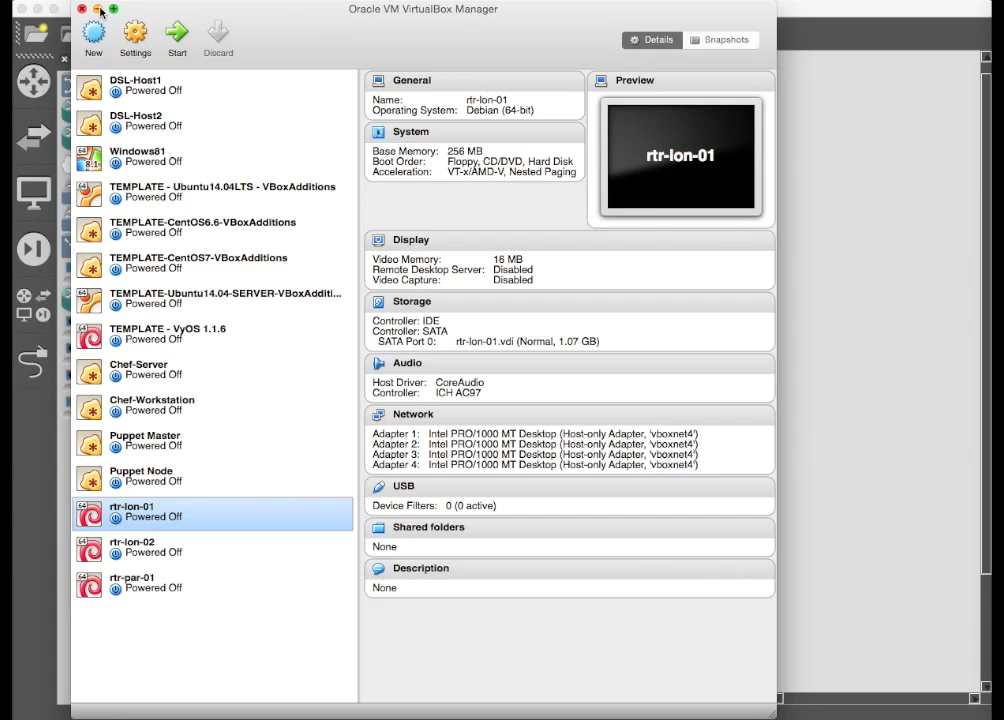 Oracle VM VirtualBox Manager
New
Settings
Start
Discard
Details
Snapshots
DSL-Host1
Powered Off
DSL-Host2
Powered Off
Windows81
Powered Off
TEMPLATE - Ubuntu14.04LTS - VBoxAdditions
Powered Off
TEMPLATE-CentOS6.6-VBoxAdditions
Powered Off
TEMPLATE-CentOS7-VBoxAdditions
Powered Off
TEMPLATE-Ubuntu14.04-SERVER-VBoxAdditi...
Powered Off
TEMPLATE - VyOS 1.1.6
Powered Off
Chef-Server
Powered Off
Chef-Workstation
Powered Off
Puppet Master
Powered Off
Puppet Node
Powered Off
rtr-lon-01
Powered Off
rtr-lon-02
Powered Off
rtr-par-01
Powered Off
General
Name: rtr-lon-01
Operating System: Debian (64-bit)
System
Base Memory: 256 MB
Boot Order: Floppy, CD/DVD, Hard Disk
Acceleration: VT-x/AMD-V, Nested Paging
Preview
rtr-lon-01
Display
Video Memory: 16 MB
Remote Desktop Server: Disabled
Video Capture: Disabled
Storage
Controller: IDE
Controller: SATA
SATA Port 0: rtr-lon-01.vdi (Normal, 1.07 GB)
Audio
Host Driver: CoreAudio
Controller: ICH AC97
Network
Adapter 1: Intel PRO/1000 MT Desktop (Host-only Adapter, 'vboxnet4')
Adapter 2: Intel PRO/1000 MT Desktop (Host-only Adapter, 'vboxnet4')
Adapter 3: Intel PRO/1000 MT Desktop (Host-only Adapter, 'vboxnet4')
Adapter 4: Intel PRO/1000 MT Desktop (Host-only Adapter, 'vboxnet4')
USB
Device Filters: 0 (0 active)
Shared folders
None
Description
None